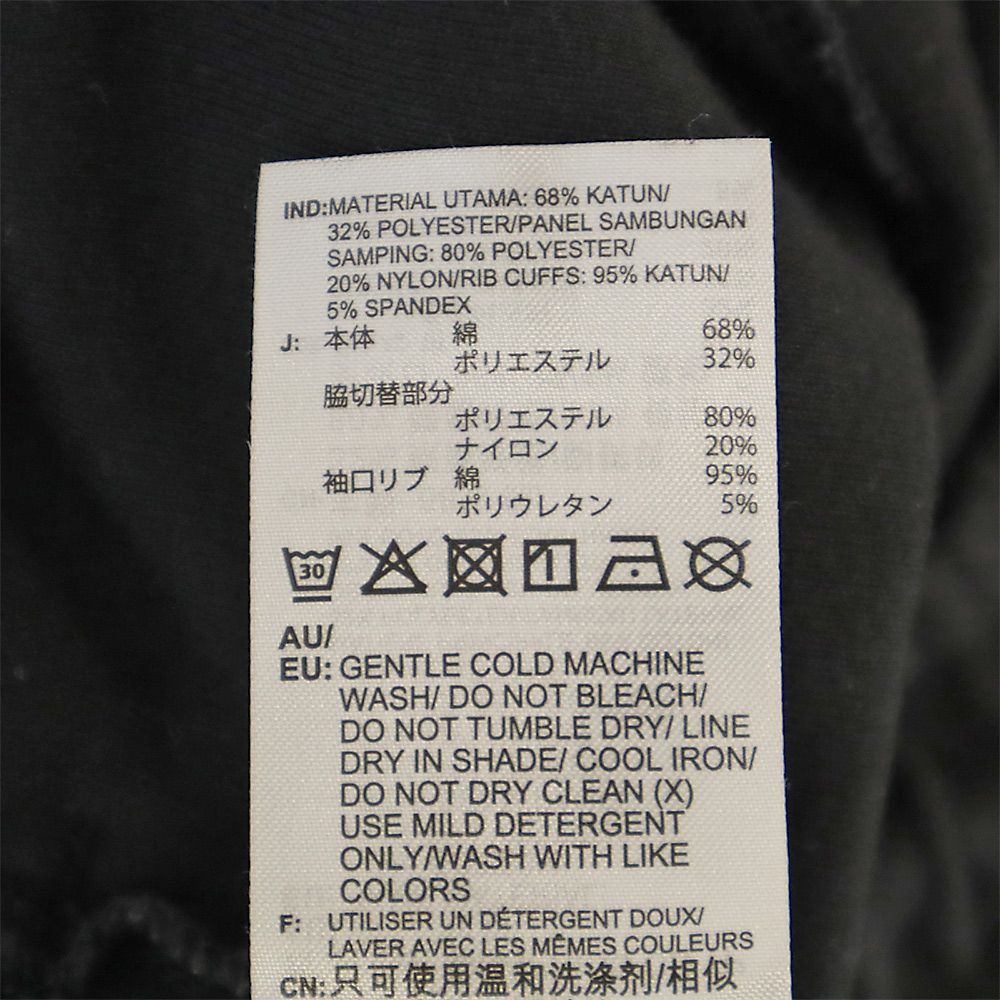 IND:MATERIAL UTAMA: 68% KATUN/
32% POLYESTER/PANEL SAMBUNGAN
SAMPING: 80% POLYESTER/
20% NYLON/RIB CUFFS: 95% KATUN/
5% SPANDEX
J: 本体 綿 68%
ポリエステル 32%
脇切替部分
ポリエステル 80%
ナイロン 20%
袖口リブ 綿 95%
ポリウレタン 5%
30
AU/
EU: GENTLE COLD MACHINE
WASH/ DO NOT BLEACH/
DO NOT TUMBLE DRY/ LINE
DRY IN SHADE/ COOL IRON/
DO NOT DRY CLEAN (X)
USE MILD DETERGENT
ONLY/WASH WITH LIKE
COLORS
F: UTILISER UN DÉTERGENT DOUX/
LAVER AVEC LES MÊMES COULEURS
CN: 只可使用温和洗涤剂/相似